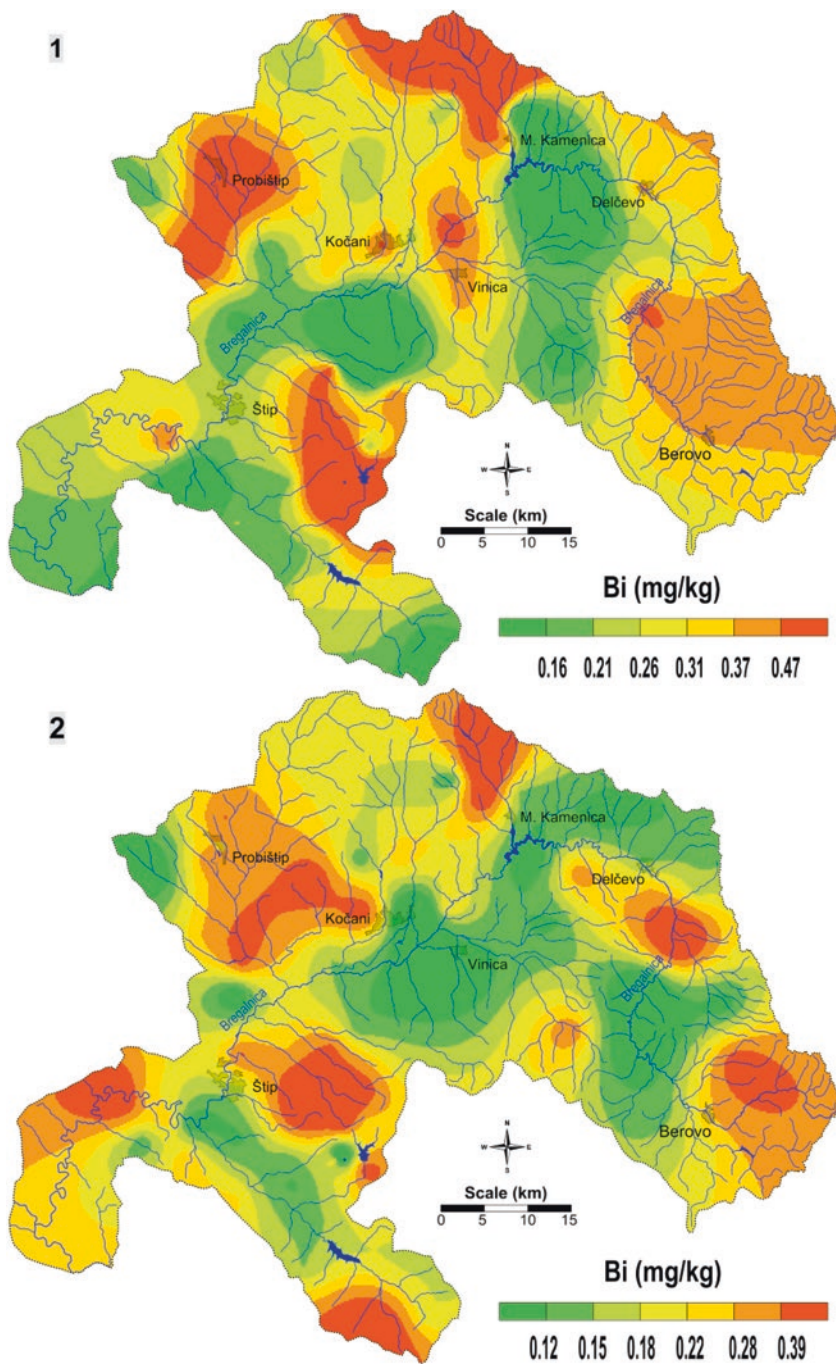 1
M. Kamenica
Probištip
Delčevo
Kočani
Vinica
Bregalnica
Bregalnica
Štip
Berovo
N
W E
S
Scale (km)
0 5 10 15
Bi (mg/kg)
0.16 0.21 0.26 0.31 0.37 0.47
2
M. Kamenica
Probištip
Delčevo
Kočani
Vinica
Bregalnica
Bregalnica
Štip
Berovo
N
W E
S
Scale (km)
0 5 10 15
Bi (mg/kg)
0.12 0.15 0.18 0.22 0.28 0.39